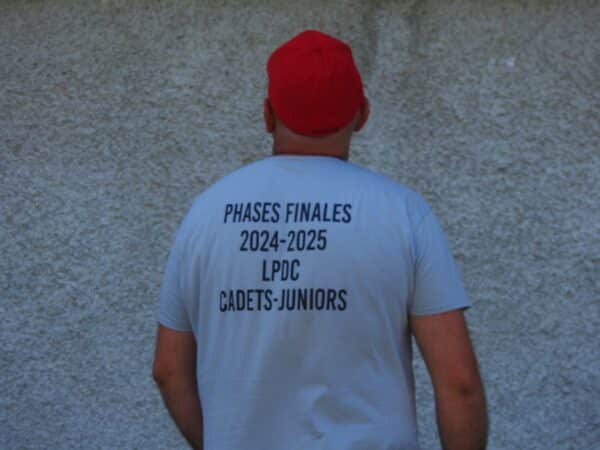 PHASES FINALES
2024-2025
LPDC
CADETS-JUNIORS